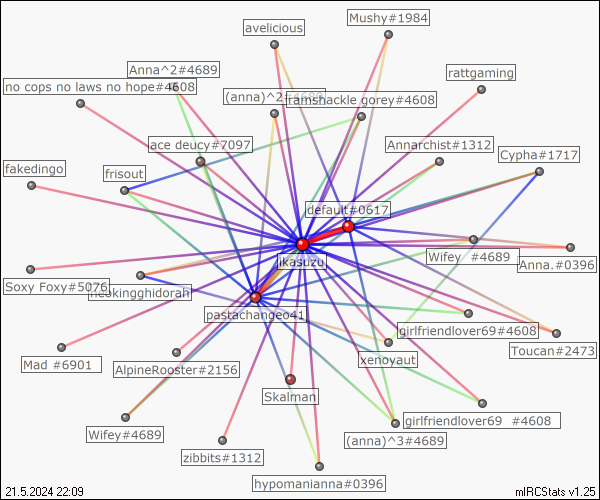 Mushy#1984
avelicious
Anna^2#4689
rattgaming
no cops no laws no hope#4608
(anna)^2#4689
ramshackle gorey#4608
ace deucy#7097
Annarchist#1312
Cypha#1717
fakedingo
frisout
default#0617
ikasuzu
Wifey #4689
Anna.#0396
Soxy Foxy#5076
neakingghidorah
pastachangeo41
girlfriendlover69#4608
Toucan#2473
xenoyaut
Mad #6901
AlpineRooster#2156
Skalman
girlfriendlover69 #4608
Wifey#4689
(anna)^3#4689
zibbits#1312
hypomanianna#0396
21.5.2024 22:09
mIRCStats v1.25